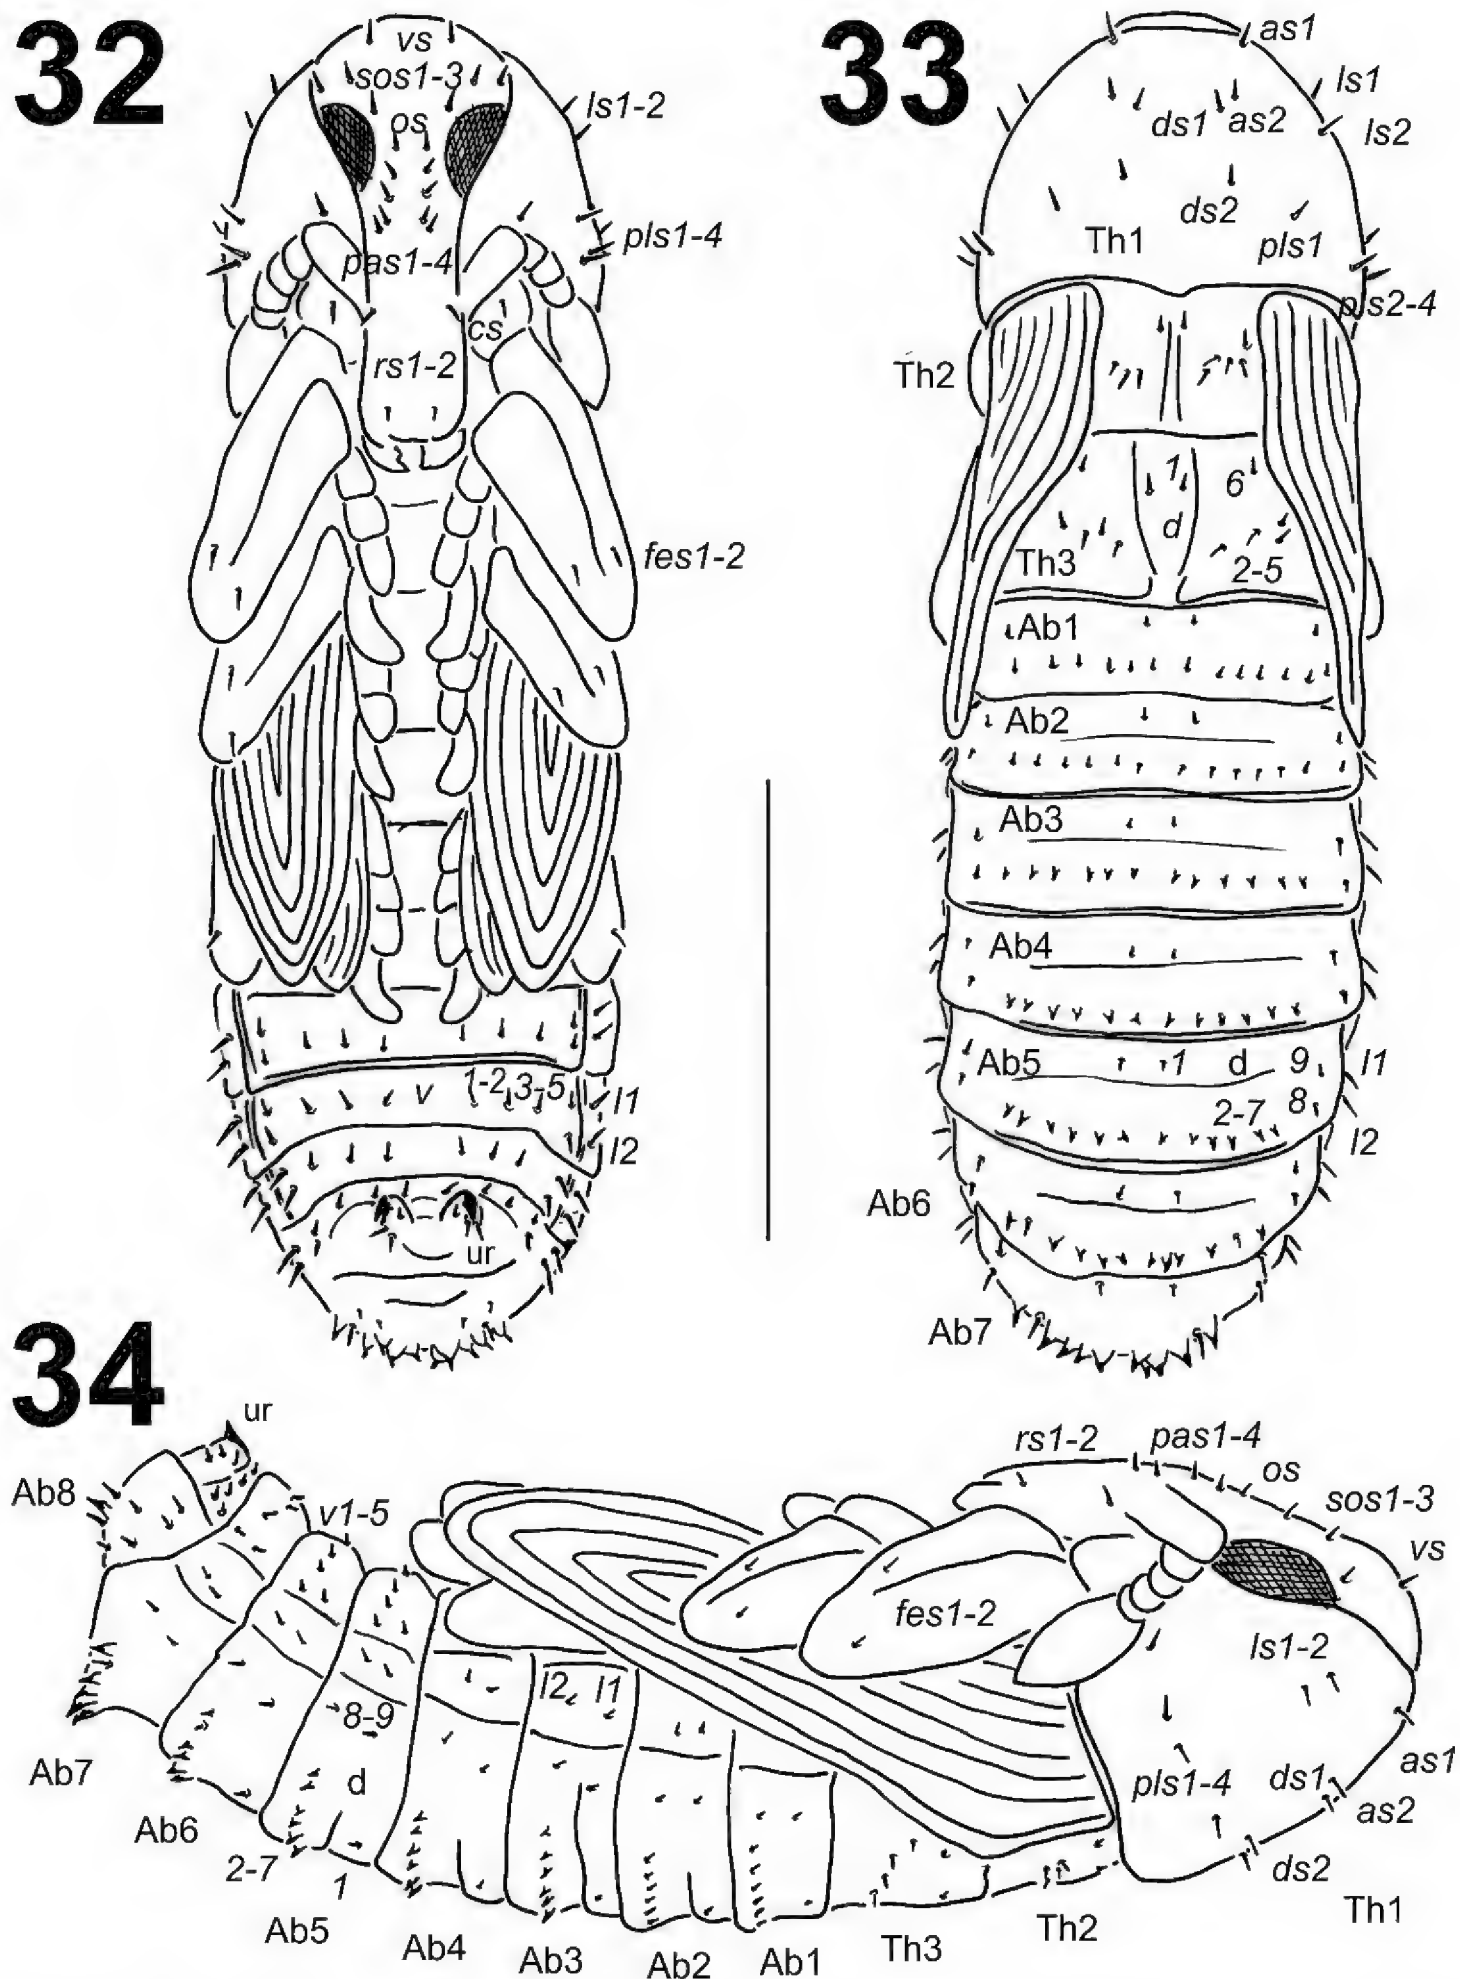 32
vs
sos1-3
os
ls1-2
pls1-4
pas1-4
cs
rs1-2
fes1-2
v 1-2,3-5 l1
l2
ur
33
as1
ls1
ds1 as2 ls2
ds2
Th1 pls1
pls2-4
Th2
1 6
d
Th3 2-5
Ab1
Ab2
Ab3
Ab4
Ab5 1 d 9 l1
2-7 8
l2
Ab6
Ab7
34
ur
Ab8
v1-5
rs1-2 pas1-4
os
sos1-3
vs
fes1-2
ls1-2
l2 l1
8-9
d
pls1-4 ds1 as1
as2
ds2
Ab7
Ab6
2-7
1
Ab5
Ab4
Ab3
Ab2
Ab1
Th3
Th2
Th1